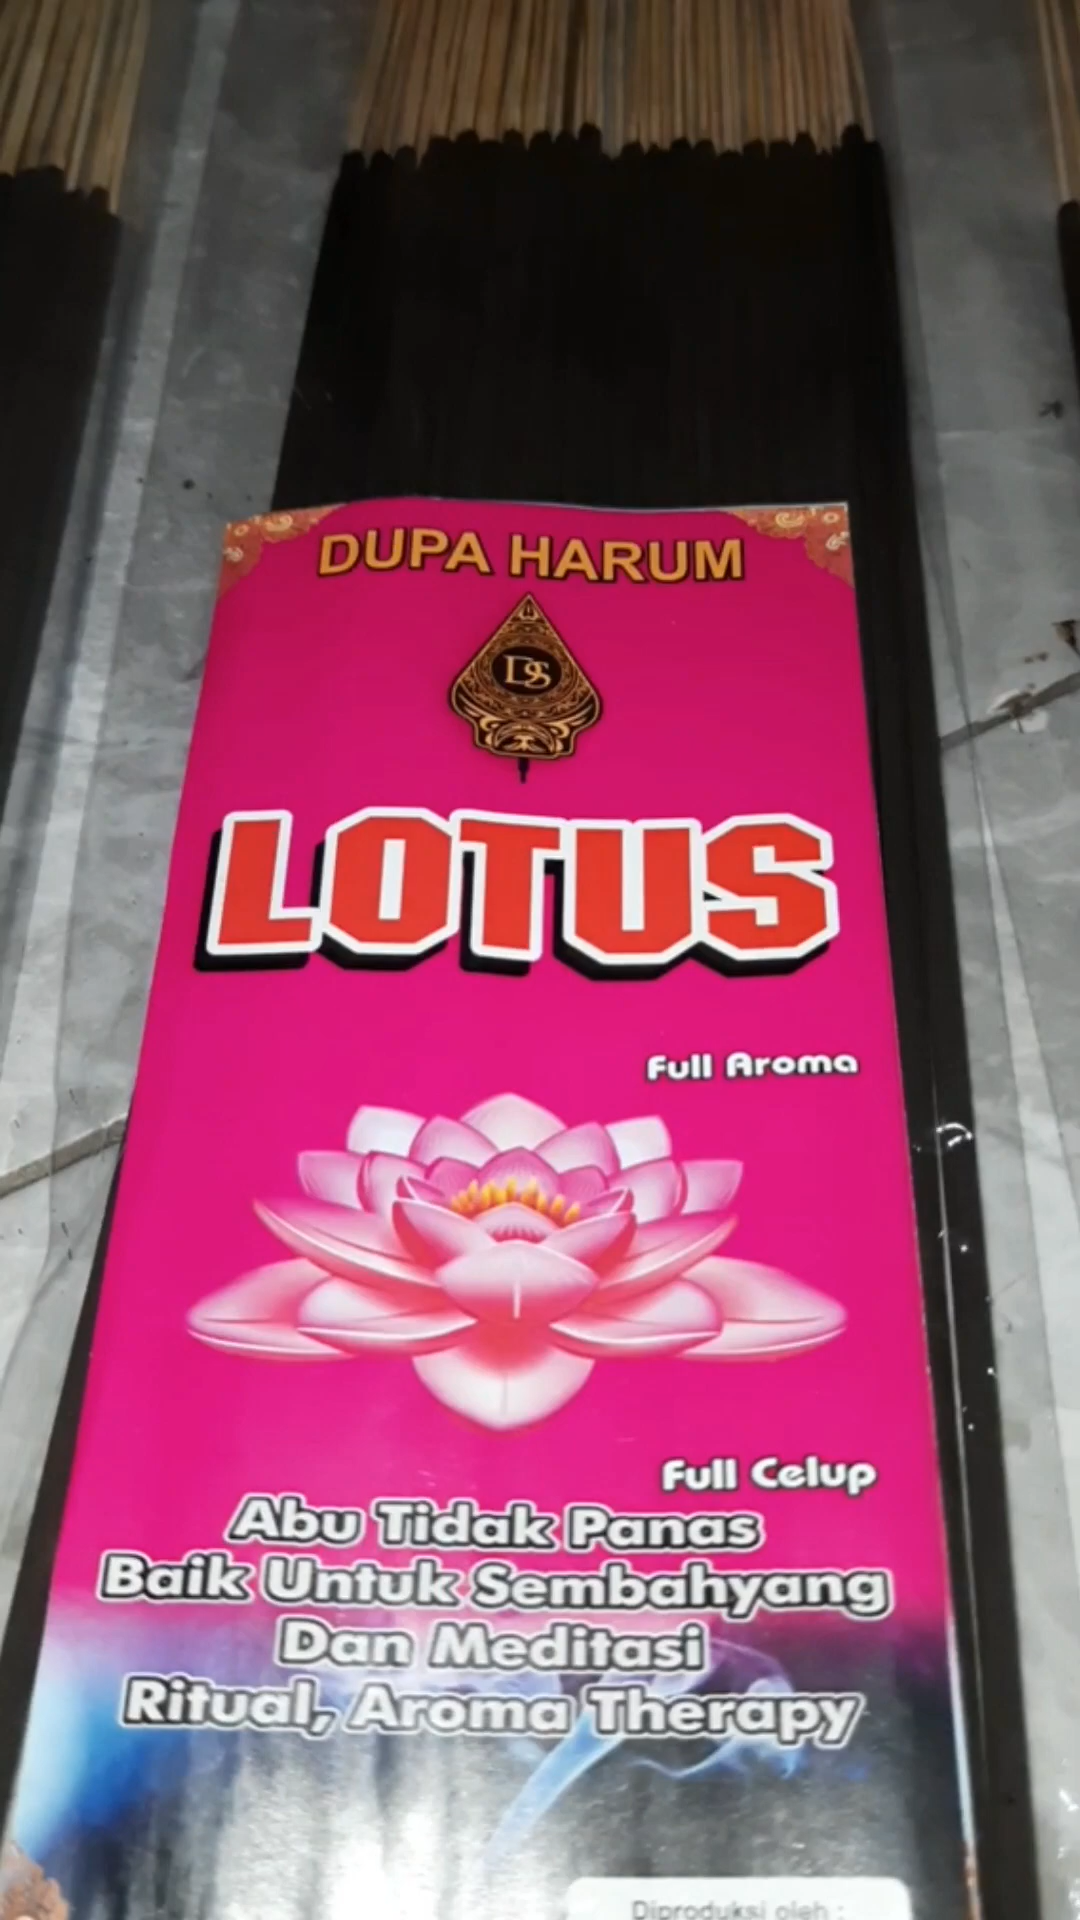 DUPA HARUM
DS
LOTUS
Full Aroma
Full Celup
Abu Tidak Panas
Baik Untuk Sembahyang
Dan Meditasi
Ritual, Aroma Therapy
Diproduksi oleh :